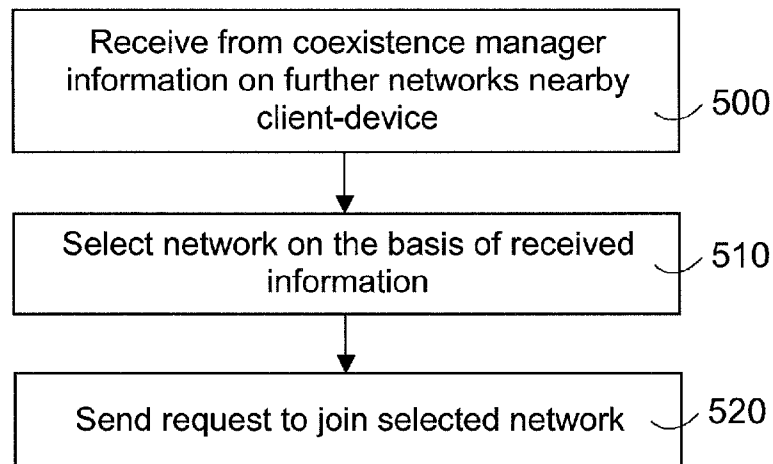 Receive from coexistence manager
information on further networks nearby
client-device
500
Select network on the basis of received
information
510
Send request to join selected network
520